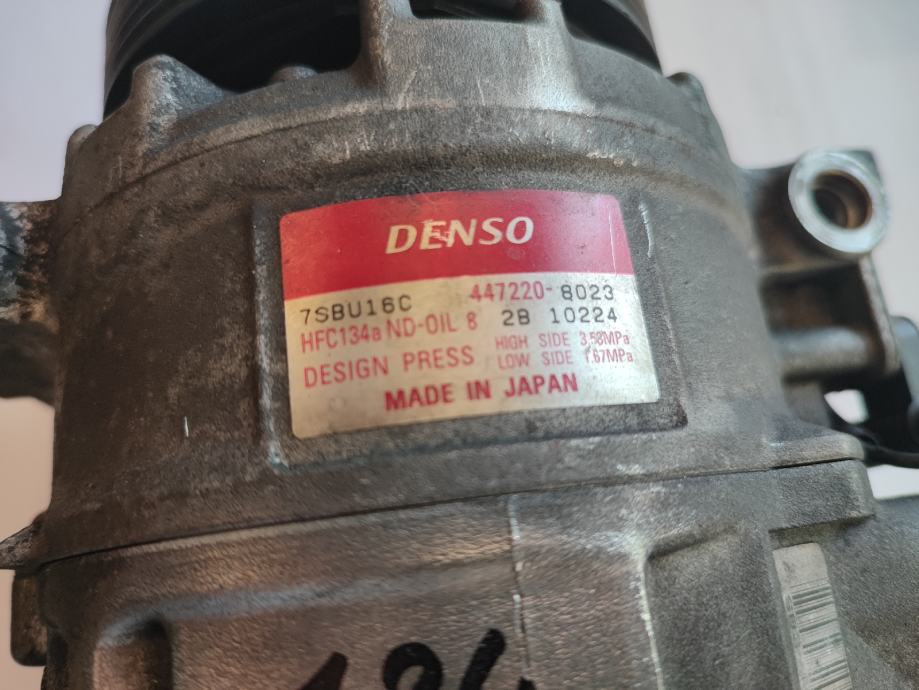 DENSO
7SBU16C 447220-8023
HFC134a ND-OIL 8 2B 10224
DESIGN PRESS HIGH SIDE 3.53MPa
LOW SIDE 1.67MPa
MADE IN JAPAN